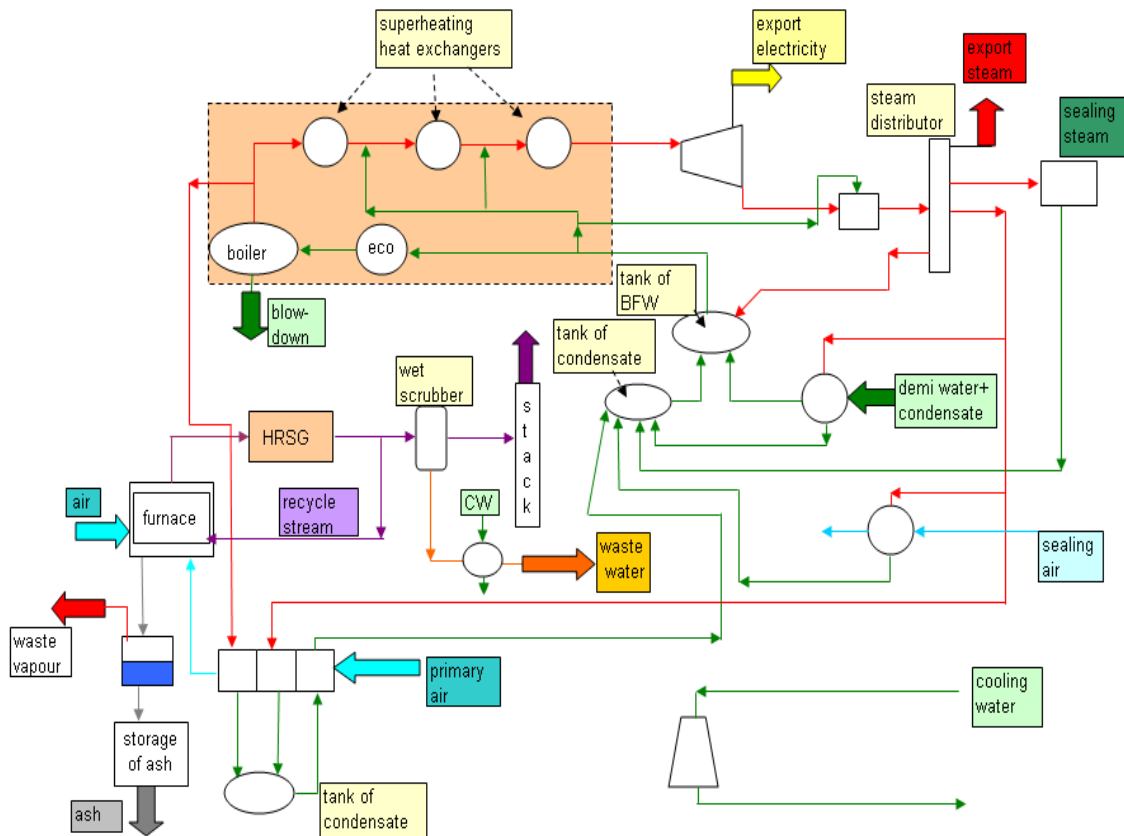 superheating
heat exchangers
export
electricity
export
steam
steam
distributor
sealing
steam
boiler
eco
blow-
down
tank of
BFW
tank of
condensate
wet
scrubber
s
t
a
c
k
demi water+
condensate
HRSG
air
furnace
recycle
stream
CW
waste
water
sealing
air
waste
vapour
primary
air
cooling
water
storage
of ash
ash
tank of
condensate